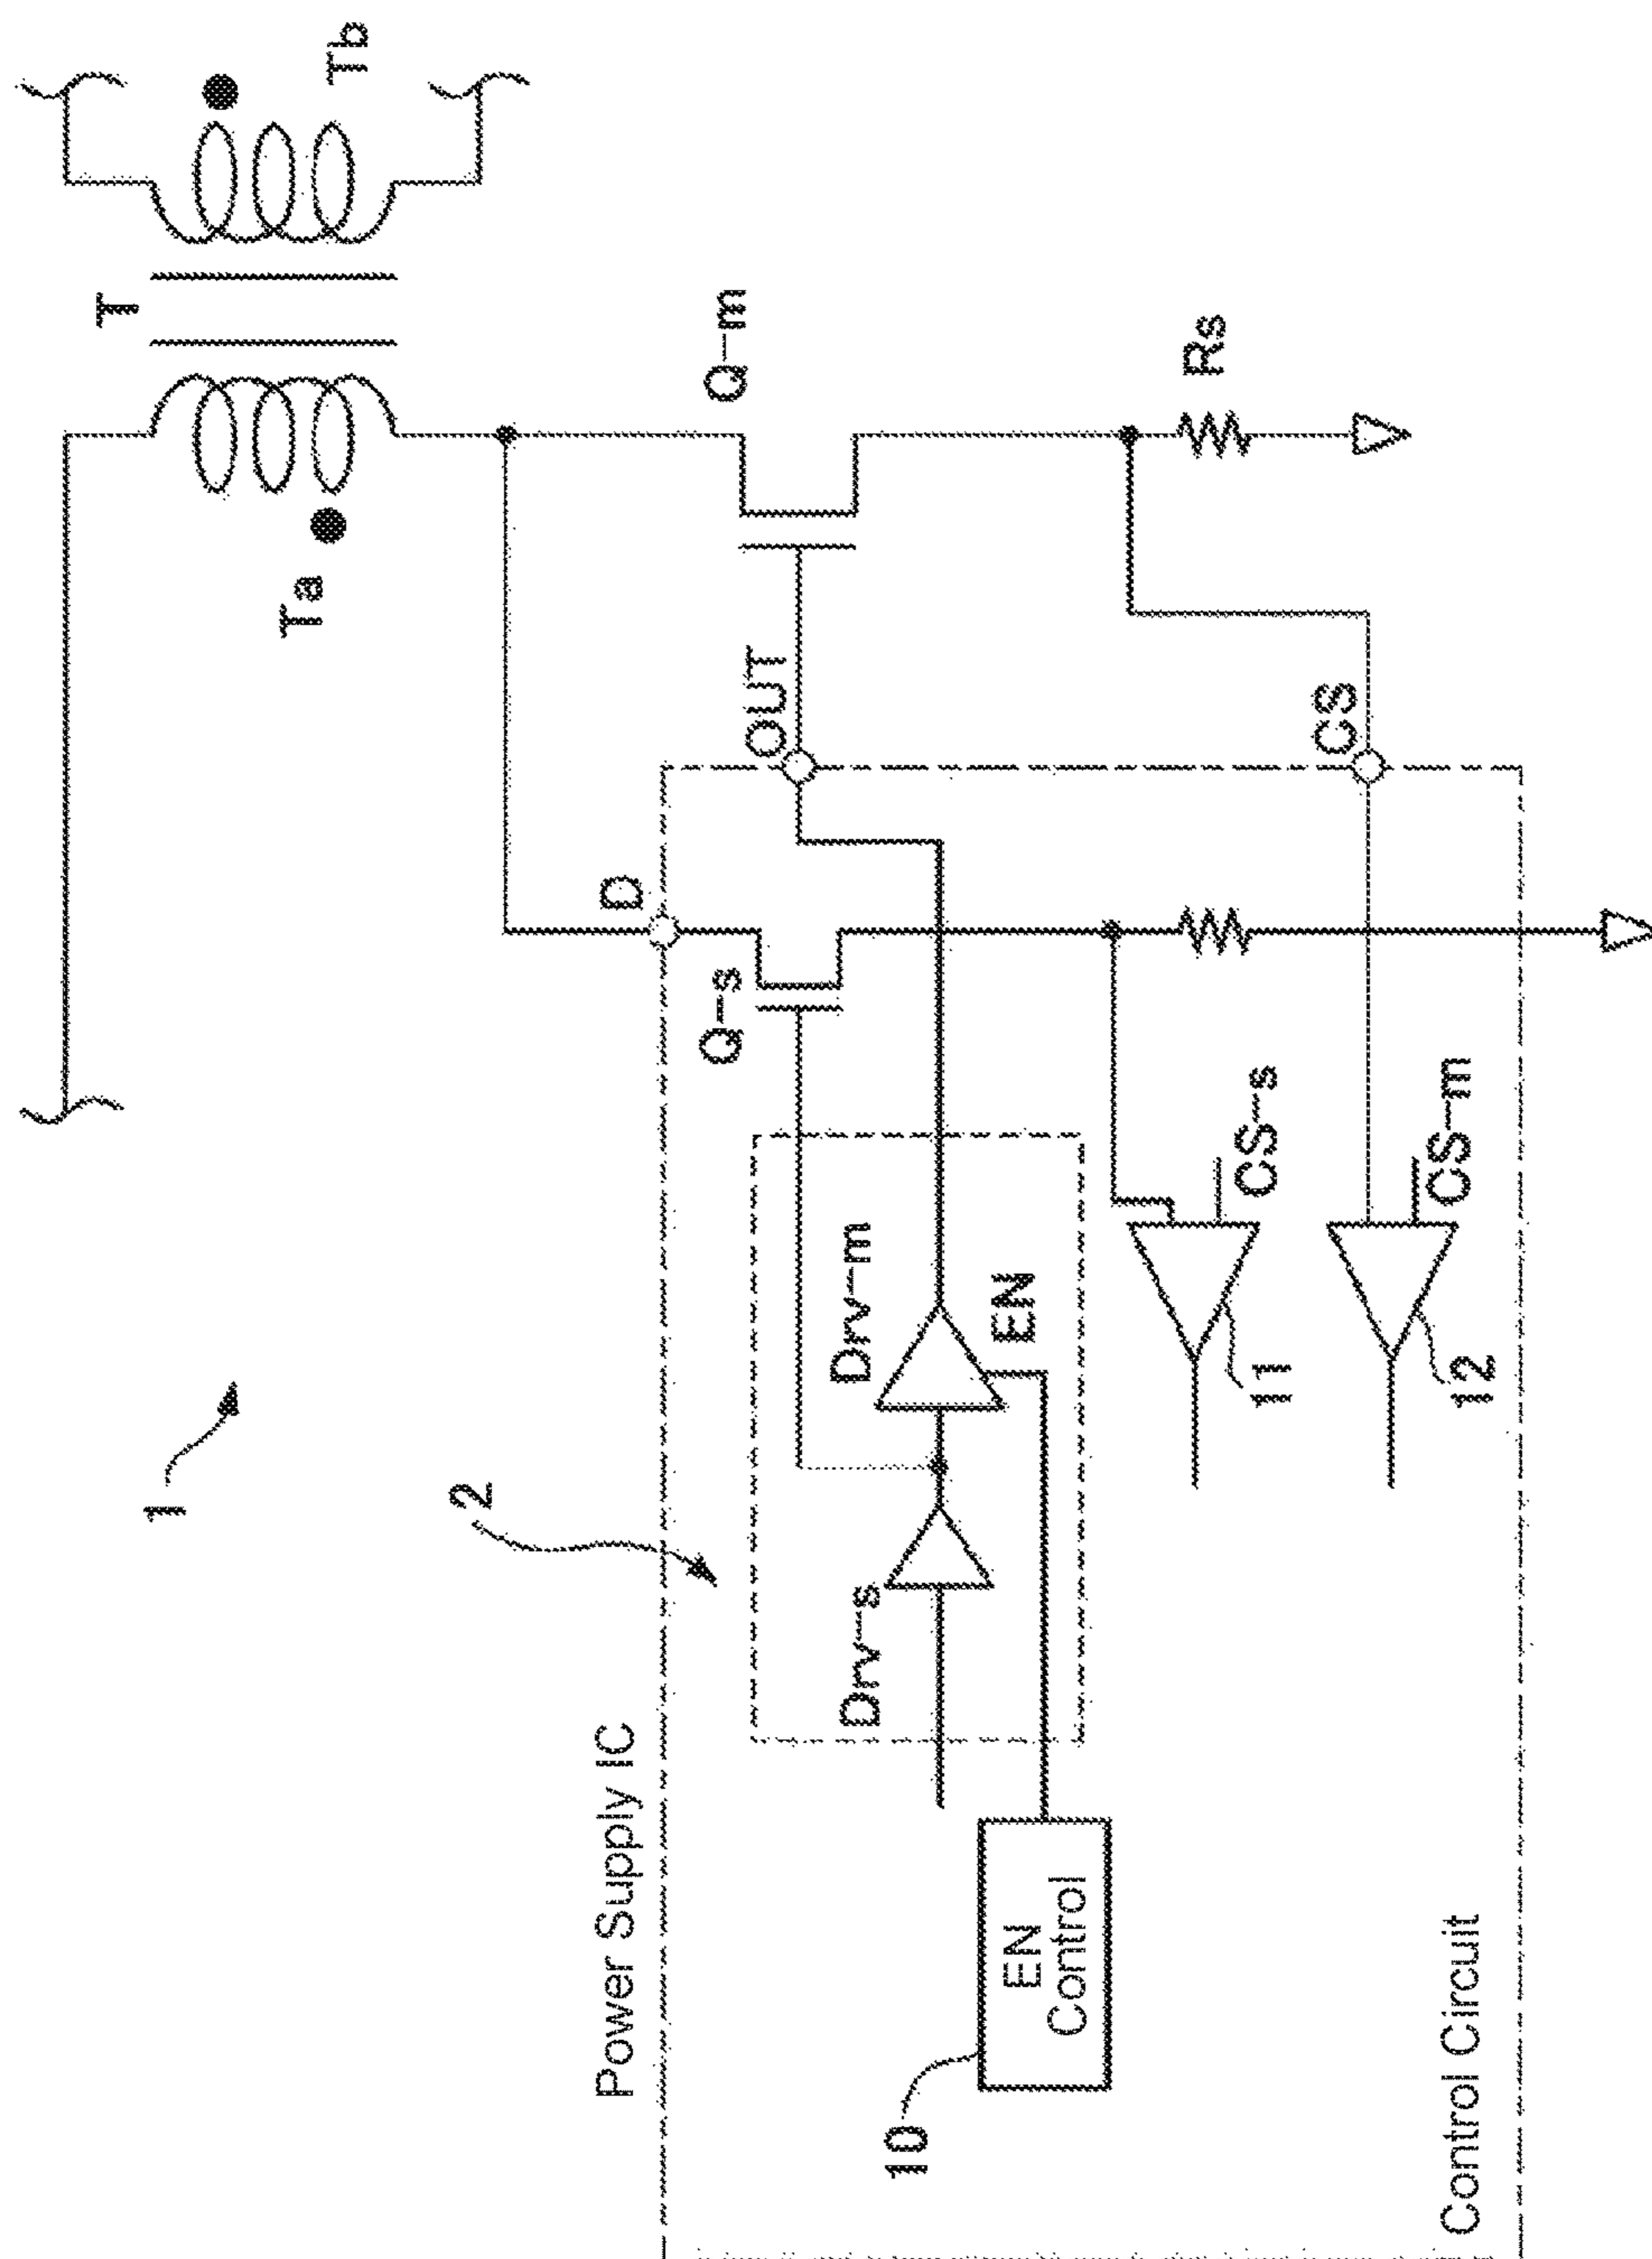 T
Tb
Ta
Q-m
Rs
OUT
CS
D
Q-s
1
2
Drv-m
EN
Drv-s
CS-s
CS-m
11
12
Power Supply IC
EN
Control
10
Control Circuit